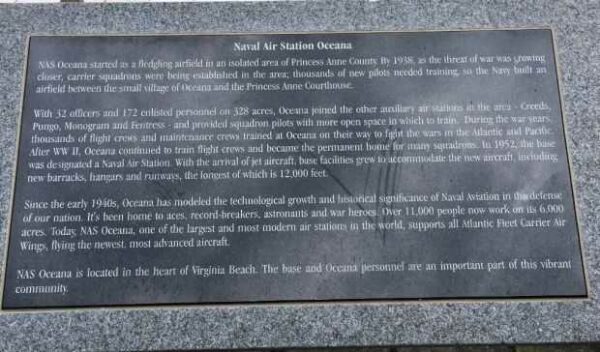 Naval Air Station Oceana
NAS Oceana started as a fledgling airfield in an isolated area of Princess Anne County. By 1938, as the threat of war was growing
closer, carrier squadrons were being established in the area; thousands of new pilots needed training, so the Navy built an
airfield between the small village of Oceana and the Princess Anne Courthouse.
With 32 officers and 172 enlisted personnel on 328 acres, Oceana joined the other auxiliary air stations in the area - Creeds,
Pungo, Monogram and Fentress - and provided squadron pilots with more open space in which to train. During the war years,
thousands of flight crews and maintenance crews trained at Oceana on their way to fight the wars in the Atlantic and Pacific.
After WW II, Oceana continued to train flight crews and became the permanent home for many squadrons. In 1952, the base
was designated a Naval Air Station. With the arrival of jet aircraft, base facilities grew to accommodate the new aircraft, including
new barracks, hangars and runways, the longest of which is 12,000 feet.
Since the early 1940s, Oceana has modeled the technological growth and historical significance of Naval Aviation in the defense
of our nation. It's been home to aces, record-breakers, astronauts and war heroes. Over 11,000 people now work on its 6,000
acres. Today, NAS Oceana, one of the largest and most modern air stations in the world, supports all Atlantic Fleet Carrier Air
Wings, flying the newest, most advanced aircraft.
NAS Oceana is located in the heart of Virginia Beach. The base and Oceana personnel are an important part of this vibrant
community.